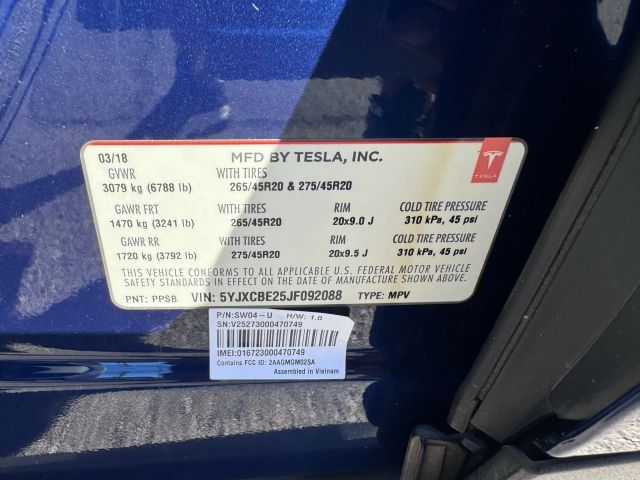 03/18 MFD BY TESLA, INC.
GVWR WITH TIRES
3079 kg (6788 lb) 265/45R20 & 275/45R20
GAWR FRT WITH TIRES RIM COLD TIRE PRESSURE
1470 kg (3241 lb) 265/45R20 20x9.0 J 310 kPa, 45 psi
GAWR RR WITH TIRES RIM COLD TIRE PRESSURE
1720 kg (3792 lb) 275/45R20 20x9.5 J 310 kPa, 45 psi
THIS VEHICLE CONFORMS TO ALL APPLICABLE U.S. FEDERAL MOTOR VEHICLE
SAFETY STANDARDS IN EFFECT ON THE DATE OF MANUFACTURE SHOWN ABOVE.
PNT: PPSB VIN: 5YJXCBE25JF092088 TYPE: MPV
TESLA
P/N:SW04-U H/W: 1.0
SN:V25273000470749
IMEI:016723000470749
Contains FCC ID: 2AAGMGM02SA
Assembled in Vietnam